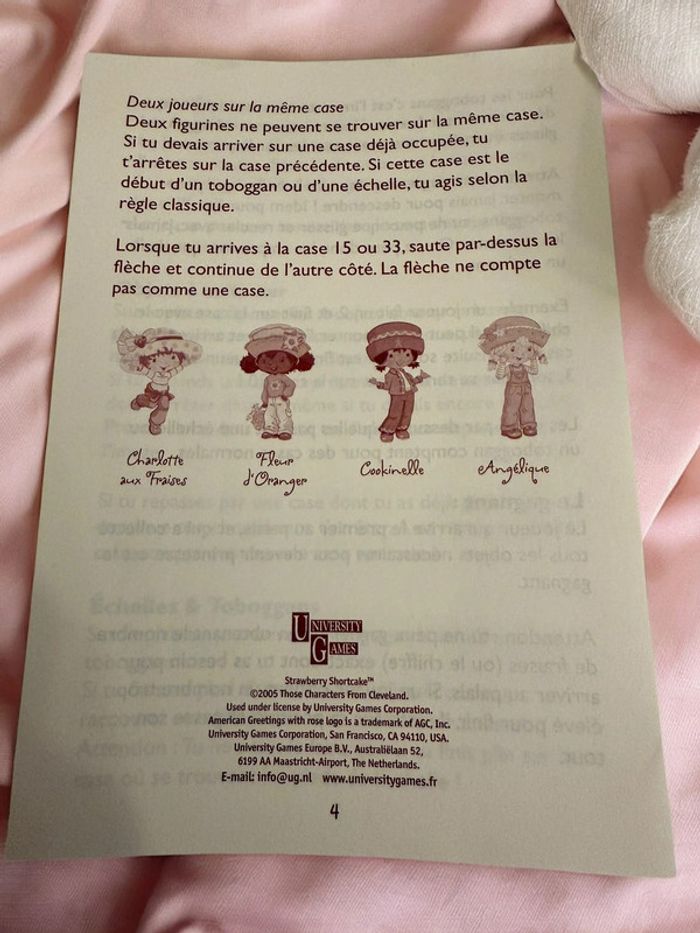 Deux joueurs sur la même case
Deux figurines ne peuvent se trouver sur la même case.
Si tu devais arriver sur une case déjà occupée, tu
t'arrêtes sur la case précédente. Si cette case est le
début d'un toboggan ou d'une échelle, tu agis selon la
règle classique.
Lorsque tu arrives à la case 15 ou 33, saute par-dessus la
flèche et continue de l'autre côté. La flèche ne compte
pas comme une case.
Charlotte
aux Fraises
Fleur
d'Oranger
Cookinelle
Angélique
UNIVERSITY
GAMES
Strawberry Shortcake™
©2005 Those Characters From Cleveland.
Used under license by University Games Corporation.
American Greetings with rose logo is a trademark of AGC, Inc.
University Games Corporation, San Francisco, CA 94110, USA.
University Games Europe B.V., Australiëlaan 52,
6199 AA Maastricht-Airport, The Netherlands.
E-mail: info@ug.nl www.universitygames.fr
4